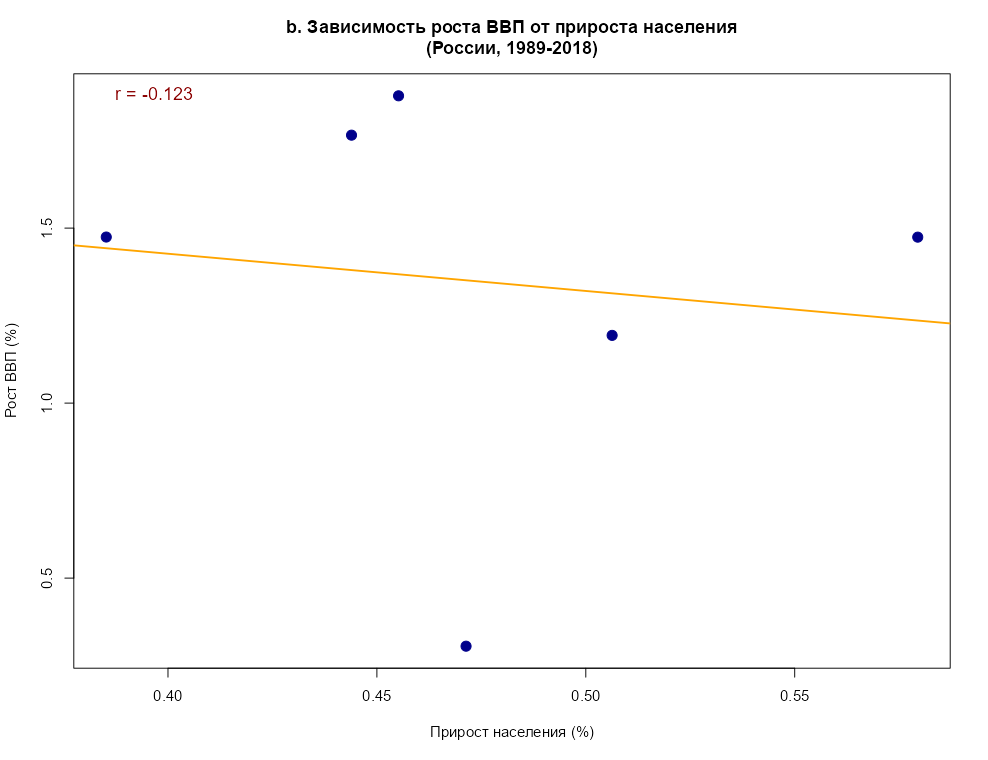 b. Зависимость роста ВВП от прироста населения
(России, 1989-2018)
r = -0.123
1.5
1.0
0.5
Рост ВВП (%)
0.40 0.45 0.50 0.55
Прирост населения (%)